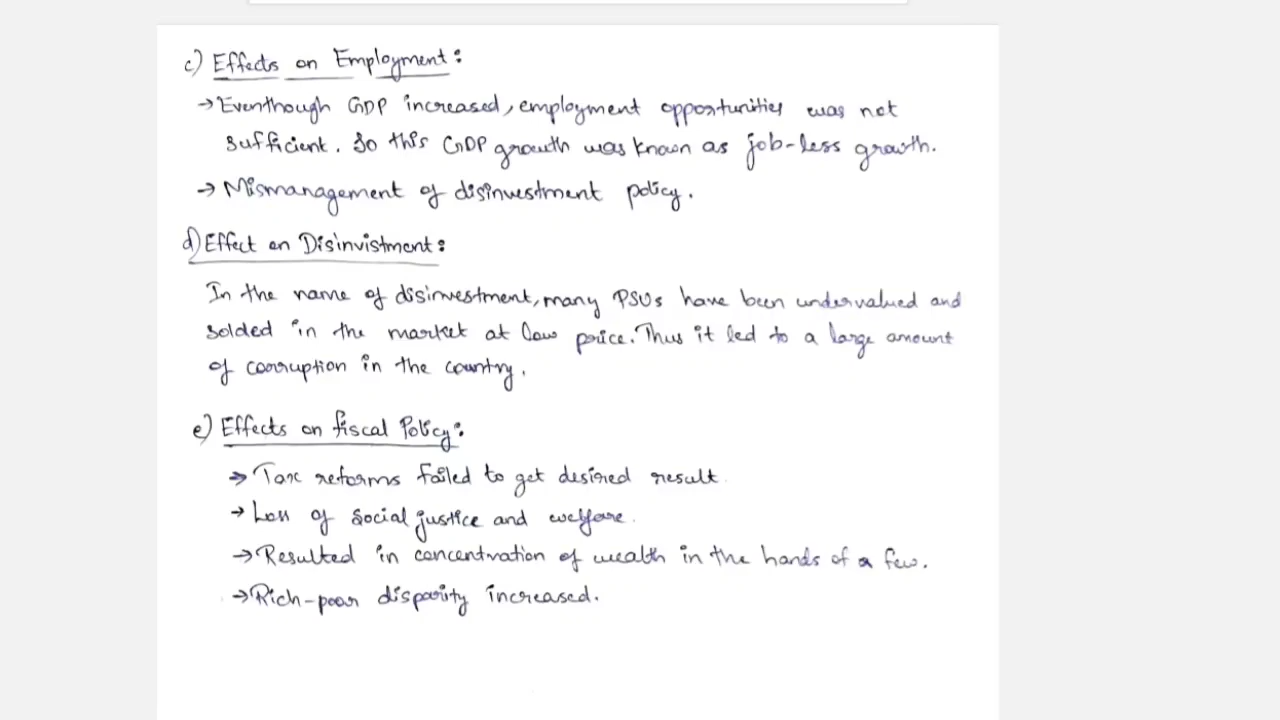 c) Effects on Employment:
→ Eventhough GDP increased, employment opportunities was not
sufficient. So this GDP growth was known as job-less growth.
→ Mismanagement of disinvestment policy.
d) Effect on Disinvistment:
In the name of disinvestment, many PSUs have been undervalued and
solded in the market at low price. Thus it led to a large amount
of corruption in the country.
e) Effects on fiscal Policy:
→ Tax reforms failed to get desired result.
→ Loss of social justice and welfare.
→ Resulted in concentration of wealth in the hands of a few.
→ Rich-poor disparity increased.